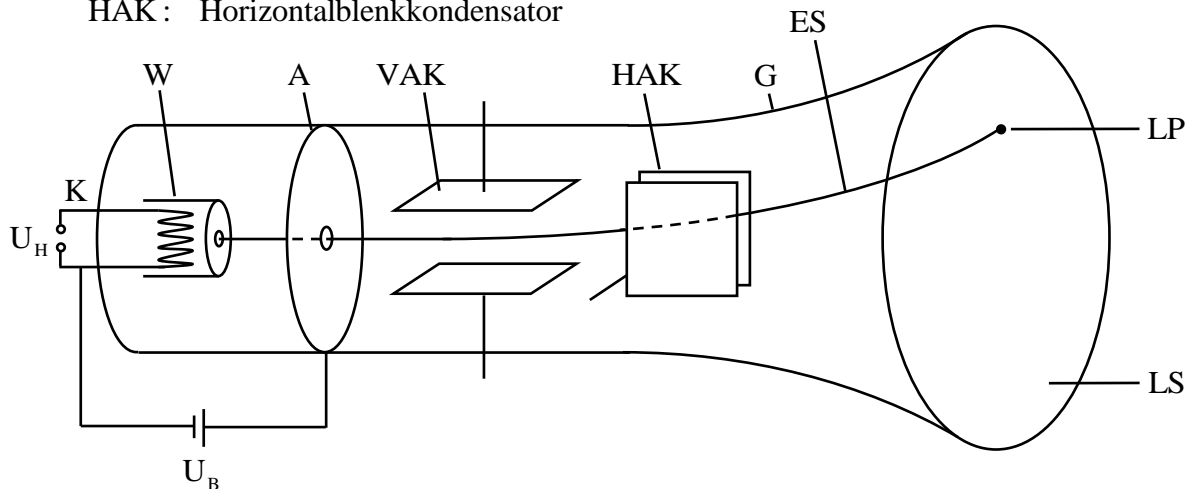 HAK : Horizontalblenkkondensator
ES
W A VAK HAK G
LP
K
U_H
LS
U_B